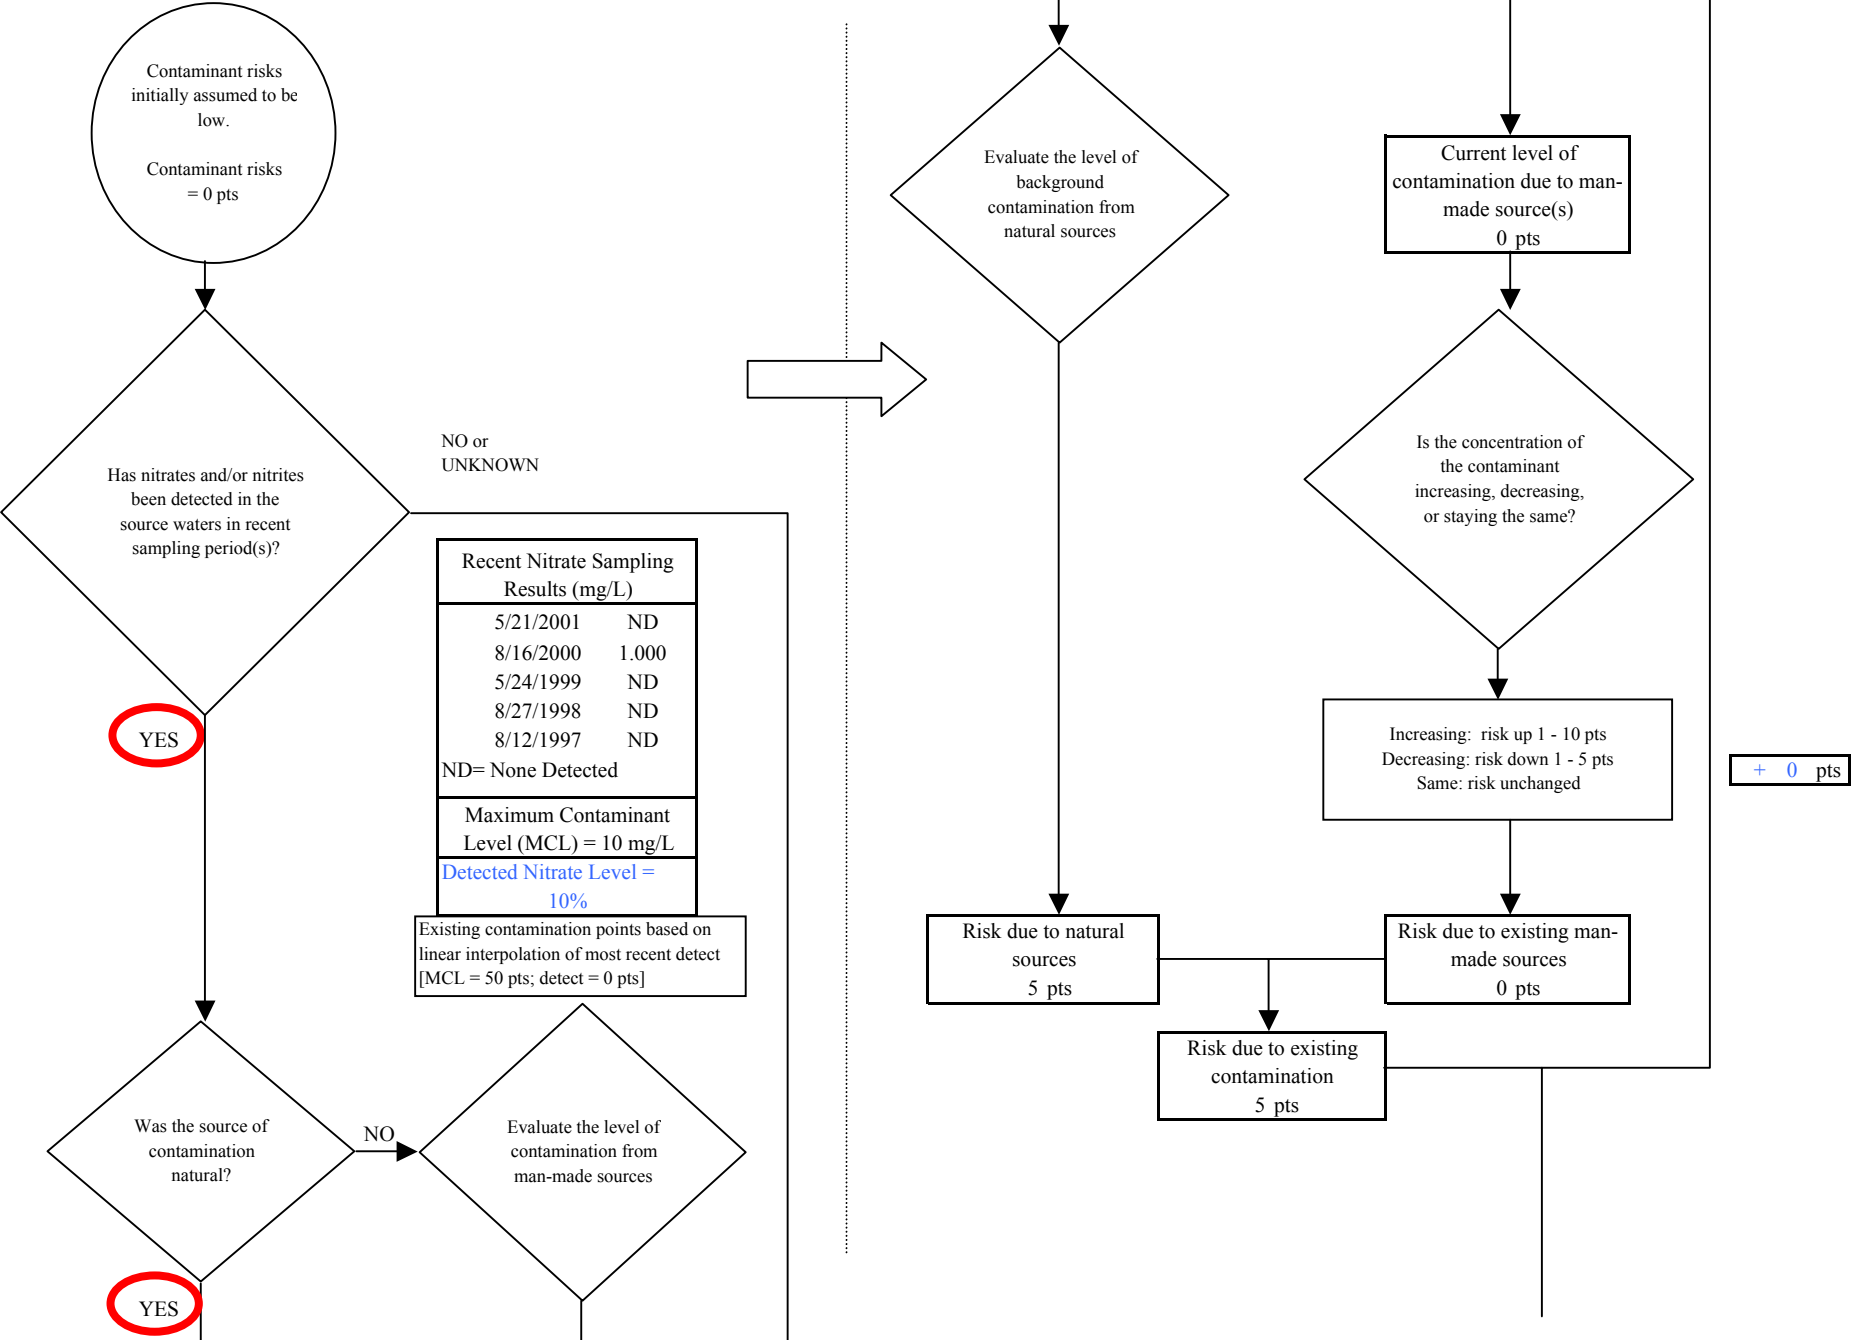 Contaminant risks
initially assumed to be
low.
Contaminant risks
= 0 pts
Has nitrates and/or nitrites
been detected in the
source waters in recent
sampling period(s)?
NO or
UNKNOWN
YES
Recent Nitrate Sampling
Results (mg/L)
5/21/2001 ND
8/16/2000 1.000
5/24/1999 ND
8/27/1998 ND
8/12/1997 ND
ND= None Detected
Maximum Contaminant
Level (MCL) = 10 mg/L
Detected Nitrate Level =
10%
Existing contamination points based on
linear interpolation of most recent detect
[MCL = 50 pts; detect = 0 pts]
Was the source of
contamination
natural?
NO
Evaluate the level of
contamination from
man-made sources
YES
Evaluate the level of
background
contamination from
natural sources
Current level of
contamination due to man-
made source(s)
0 pts
Is the concentration of
the contaminant
increasing, decreasing,
or staying the same?
Increasing: risk up 1 - 10 pts
Decreasing: risk down 1 - 5 pts
Same: risk unchanged
+ 0 pts
Risk due to natural
sources
5 pts
Risk due to existing man-
made sources
0 pts
Risk due to existing
contamination
5 pts